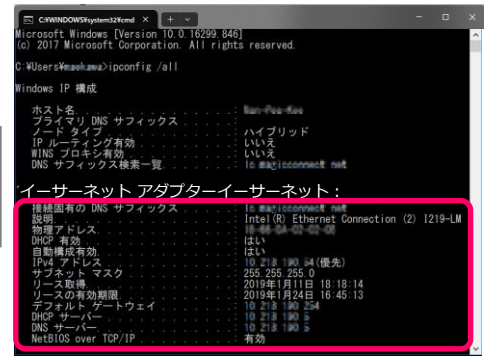 C:¥WINDOWS¥system32¥cmd × + ⌄ − □ ×
Microsoft Windows [Version 10.0.16299.846]
(c) 2017 Microsoft Corporation. All rights reserved.
C:¥Users¥>ipconfig /all
Windows IP 構成
ホスト名. . . . . . . . . . . . . . . :
プライマリ DNS サフィックス . . . . . . . :
ノード タイプ . . . . . . . . . . . . : ハイブリッド
IP ルーティング有効 . . . . . . . . . : いいえ
WINS プロキシ有効 . . . . . . . . . . : いいえ
DNS サフィックス検索一覧. . . . . . . . :
イーサーネット アダプターイーサーネット：
接続固有の DNS サフィックス . . . . . . . :
説明. . . . . . . . . . . . . . . . . : Intel(R) Ethernet Connection (2) I219-LM
物理アドレス. . . . . . . . . . . . . :
DHCP 有効 . . . . . . . . . . . . . . : はい
自動構成有効. . . . . . . . . . . . . : はい
IPv4 アドレス . . . . . . . . . . . . : (優先)
サブネット マスク . . . . . . . . . . : 255.255.255.0
リース取得. . . . . . . . . . . . . . : 2019年1月11日 18:18:14
リースの有効期限. . . . . . . . . . . : 2019年1月24日 16:45:13
デフォルト ゲートウェイ . . . . . . . . :
DHCP サーバー . . . . . . . . . . . . :
DNS サーバー. . . . . . . . . . . . . :
NetBIOS over TCP/IP . . . . . . . . . : 有効